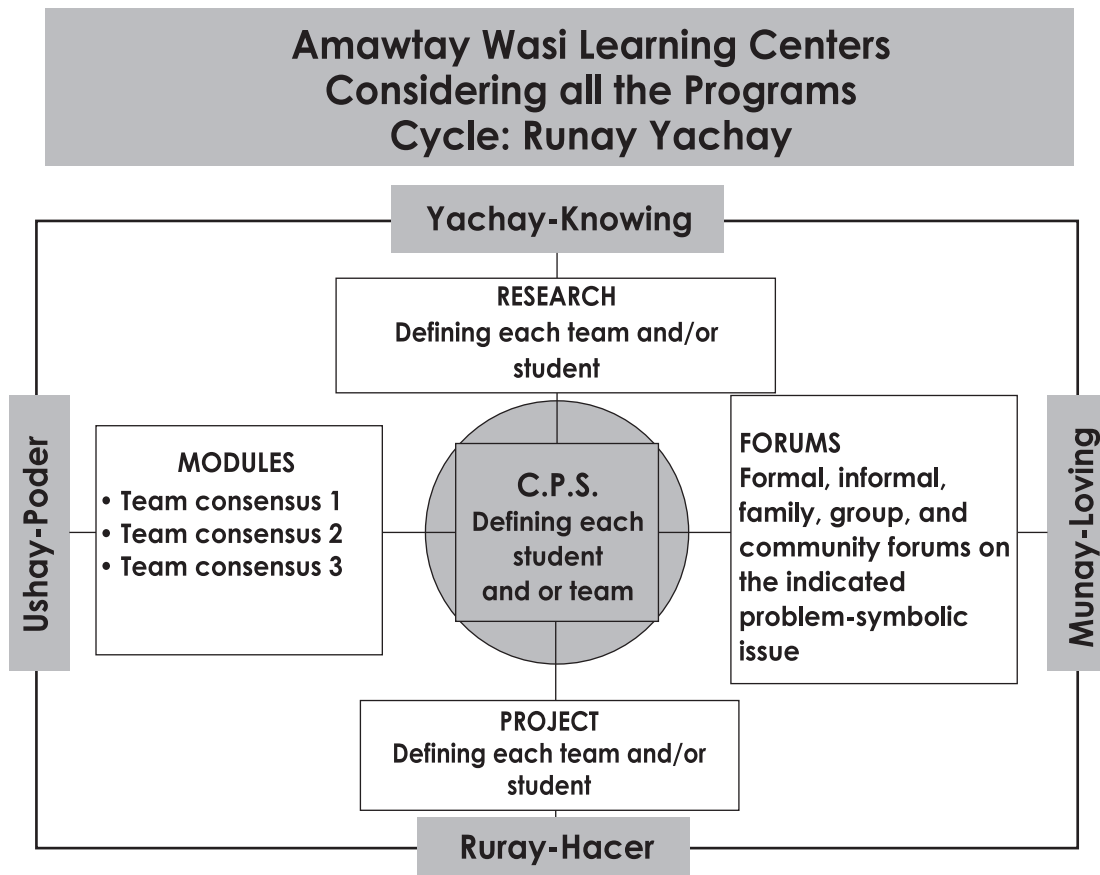 Amawtay Wasi Learning Centers
Considering all the Programs
Cycle: Runay Yachay
Yachay-Knowing
RESEARCH
Defining each team and/or
student
Ushay-Poder
MODULES
• Team consensus 1
• Team consensus 2
• Team consensus 3
C.P.S.
Defining each
student
and or team
FORUMS
Formal, informal,
family, group, and
community forums on
the indicated
problem-symbolic
issue
Munay-Loving
PROJECT
Defining each team and/or
student
Ruray-Hacer